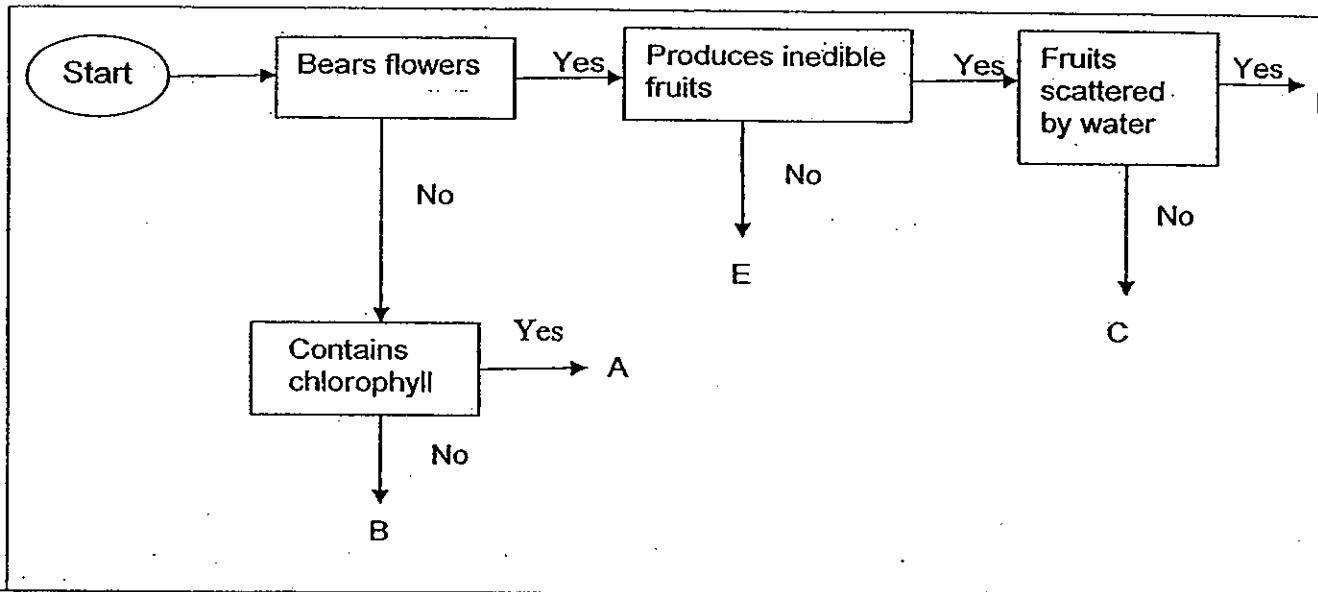 Start
Bears flowers
Yes
Produces inedible
fruits
Yes
Fruits
scattered
by water
Yes
No
No
No
E
C
Contains
chlorophyll
Yes
A
No
B